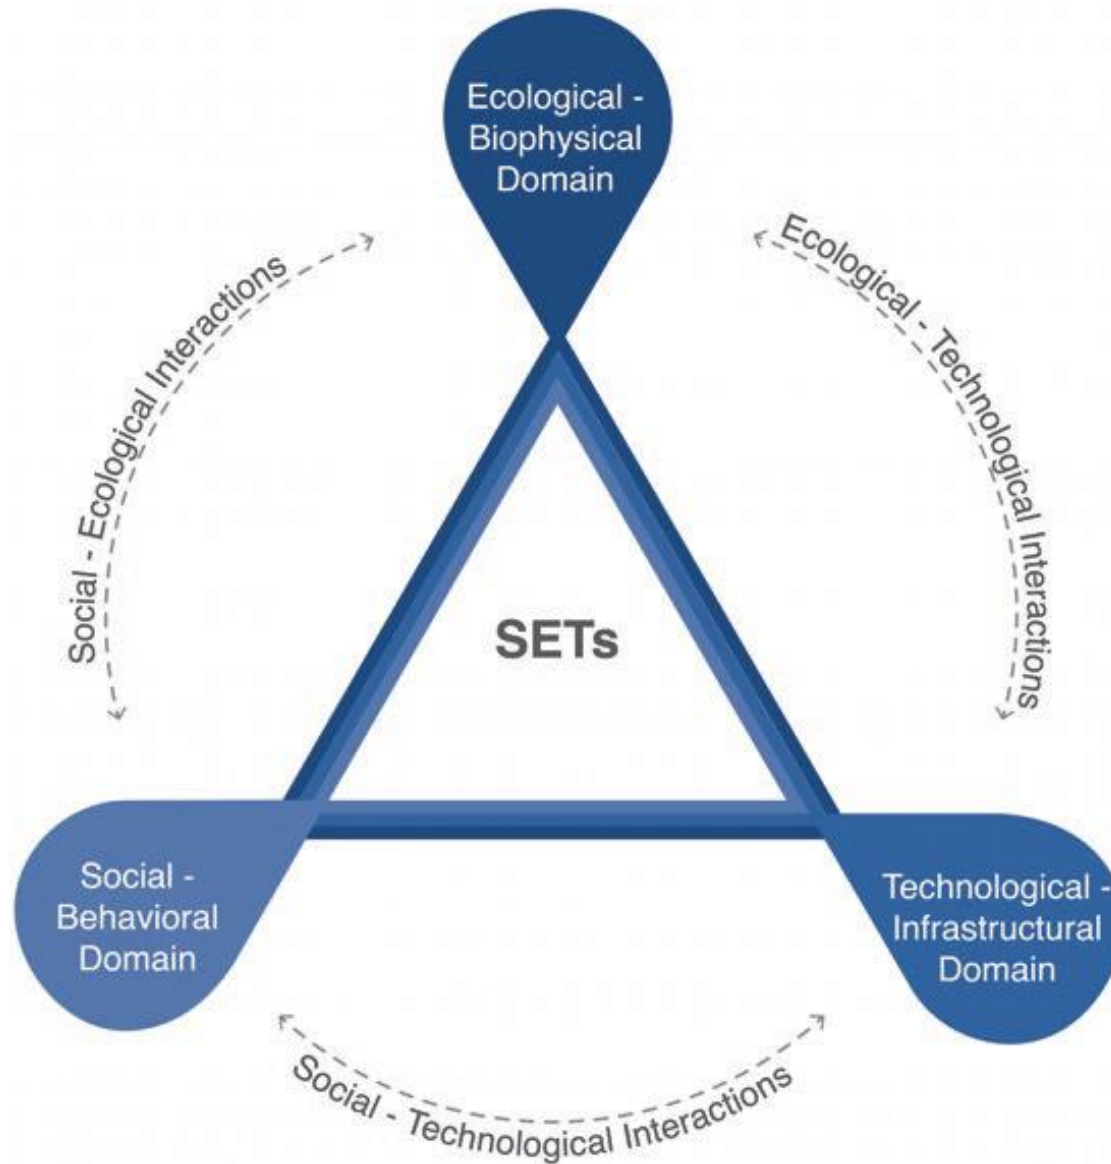 Ecological -
Biophysical
Domain
Social - Ecological Interactions
Ecological - Technological Interactions
SETs
Social -
Behavioral
Domain
Technological -
Infrastructural
Domain
Social - Technological Interactions